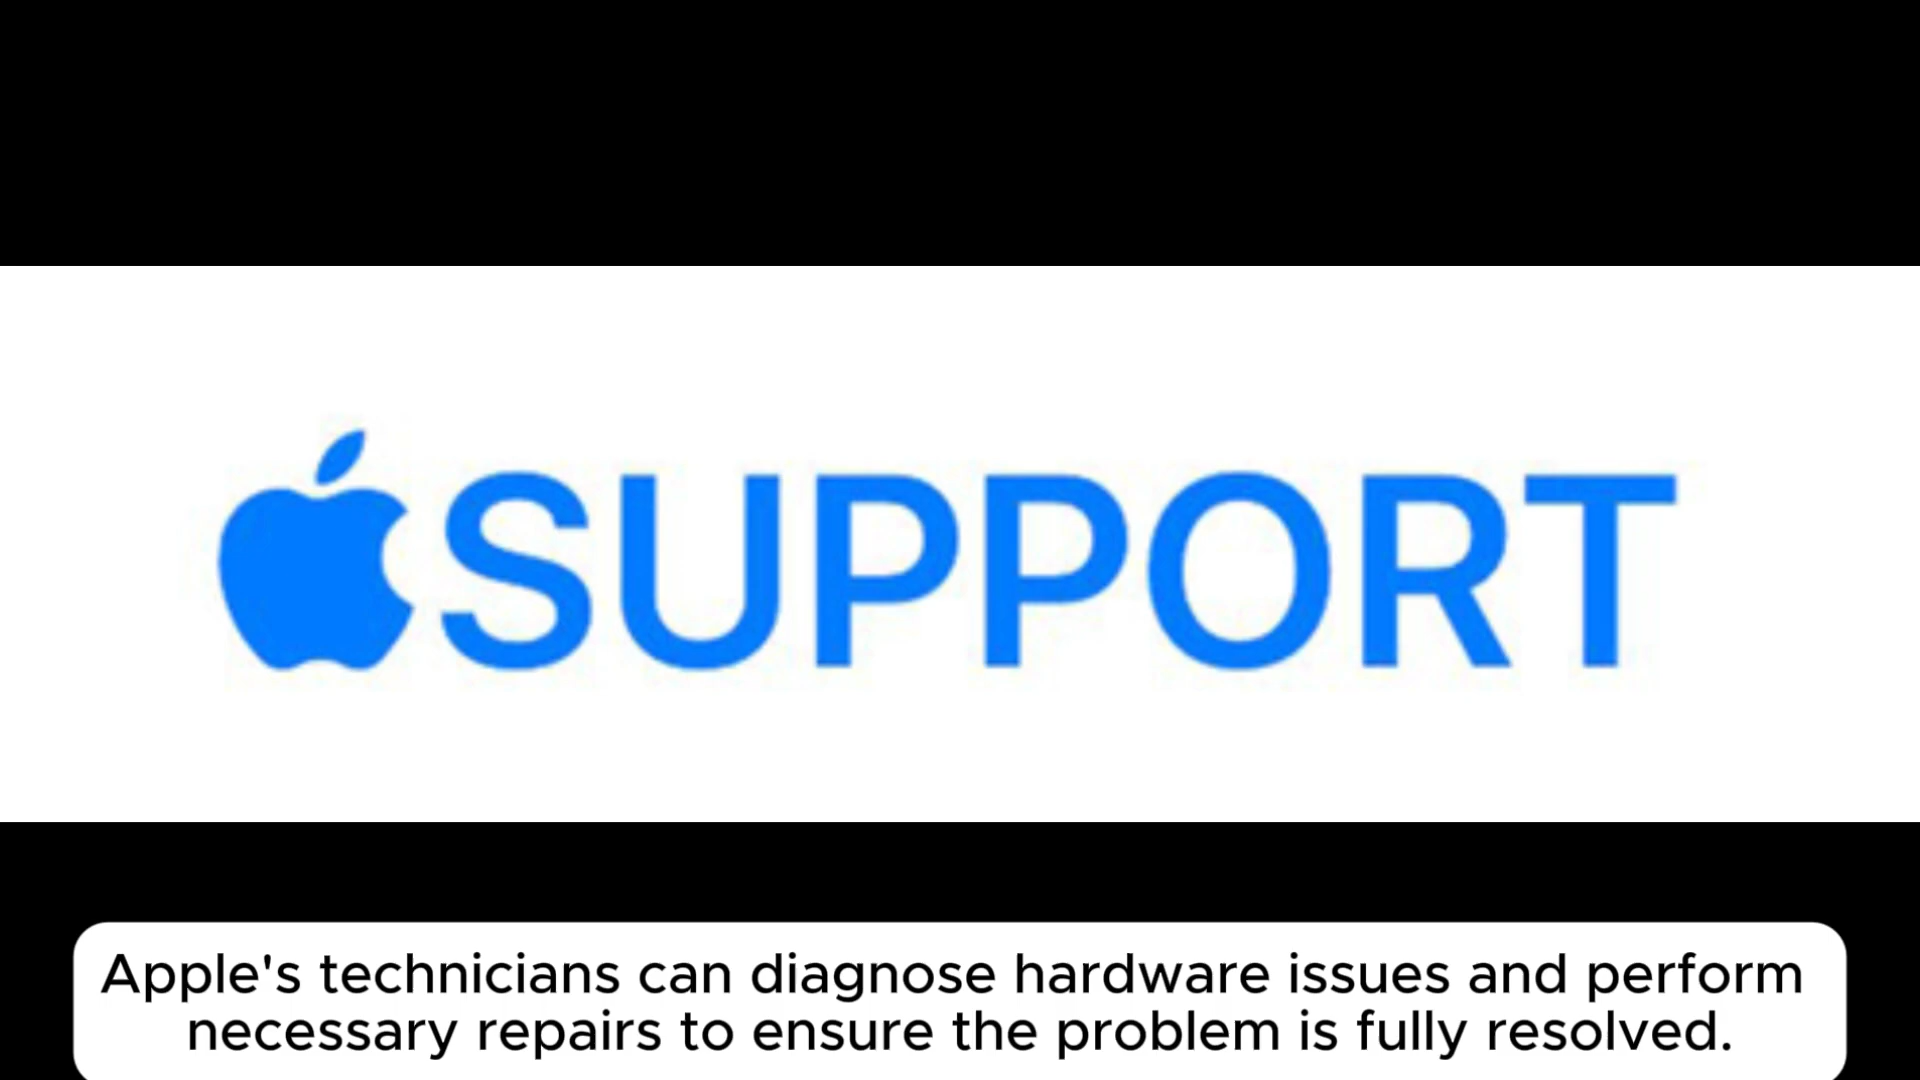 SUPPORT
Apple's technicians can diagnose hardware issues and perform
necessary repairs to ensure the problem is fully resolved.